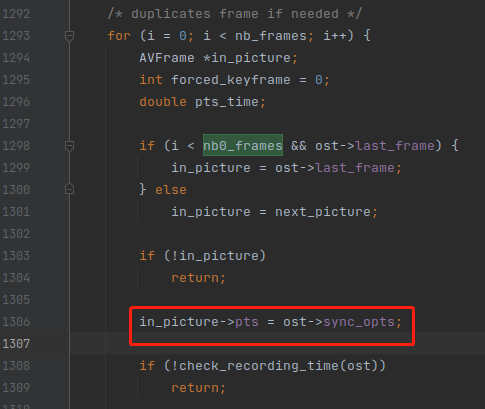 1292 /* duplicates frame if needed */
1293 for (i = 0; i < nb_frames; i++) {
1294 AVFrame *in_picture;
1295 int forced_keyframe = 0;
1296 double pts_time;
1297
1298 if (i < nb0_frames && ost->last_frame) {
1299 in_picture = ost->last_frame;
1300 } else
1301 in_picture = next_picture;
1302
1303 if (!in_picture)
1304 return;
1305
1306 in_picture->pts = ost->sync_opts;
1307
1308 if (!check_recording_time(ost))
1309 return;
1310